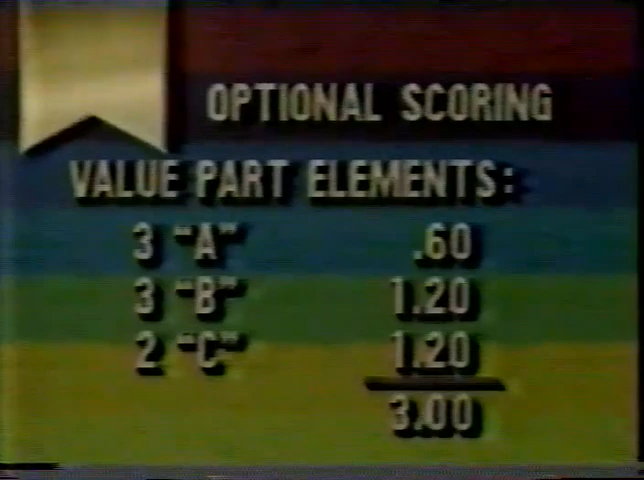 OPTIONAL SCORING
VALUE PART ELEMENTS:
3 "A" .60
3 "B" 1.20
2 "C" 1.20
3.00